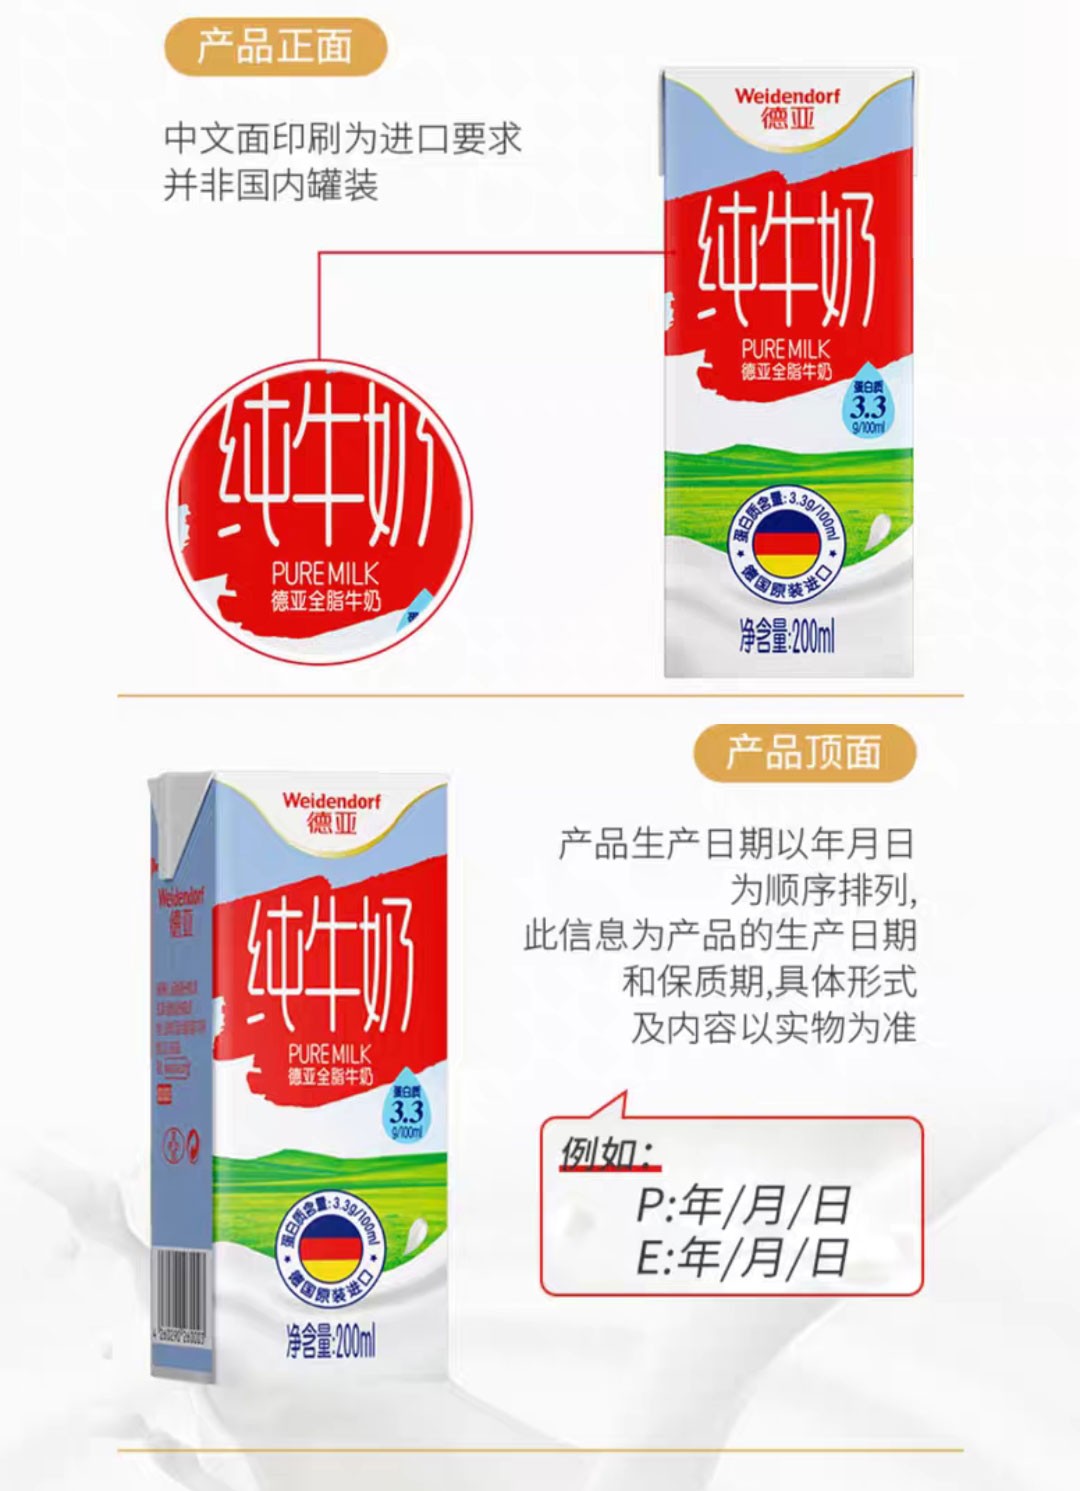 产品正面
中文面印刷为进口要求
并非国内罐装
Weidendorf
德亚
纯牛奶
PURE MILK
德亚全脂牛奶
蛋白质
3.3
g/100ml
蛋白质含量:3.3g/100ml
德国原装进口
净含量:200ml
纯牛奶
PURE MILK
德亚全脂牛奶
产品顶面
产品生产日期以年月日
为顺序排列,
此信息为产品的生产日期
和保质期,具体形式
及内容以实物为准
例如:
P:年/月/日
E:年/月/日
Weidendorf
德亚
纯牛奶
PURE MILK
德亚全脂牛奶
蛋白质
3.3
g/100ml
蛋白质含量:3.3g/100ml
德国原装进口
净含量:200ml
Weidendorf
德亚